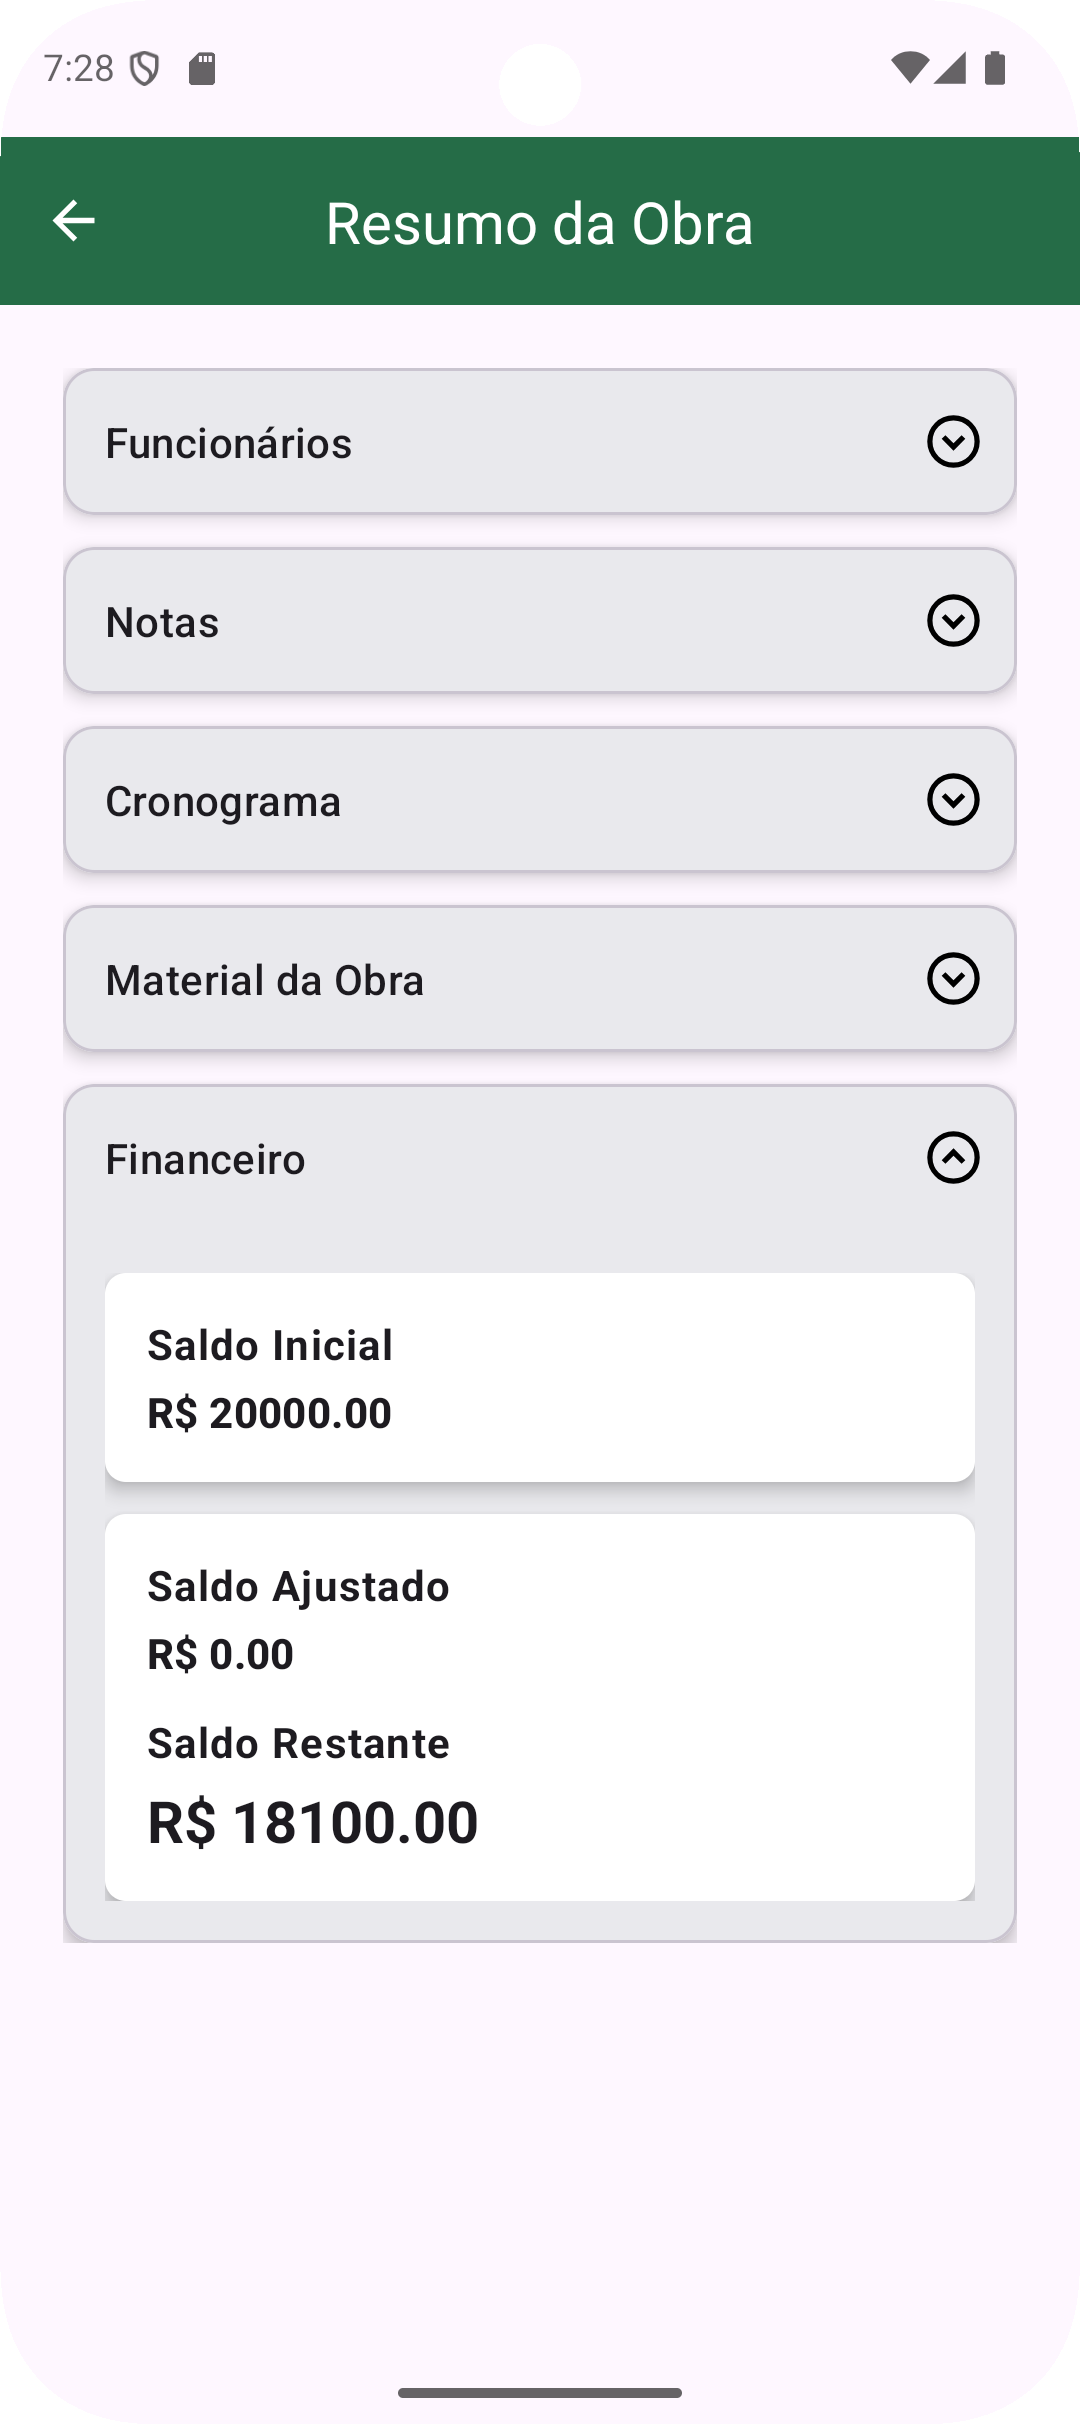 7:28
Resumo da Obra
Funcionários
Notas
Cronograma
Material da Obra
Financeiro
Saldo Inicial
R$ 20000.00
Saldo Ajustado
R$ 0.00
Saldo Restante
R$ 18100.00